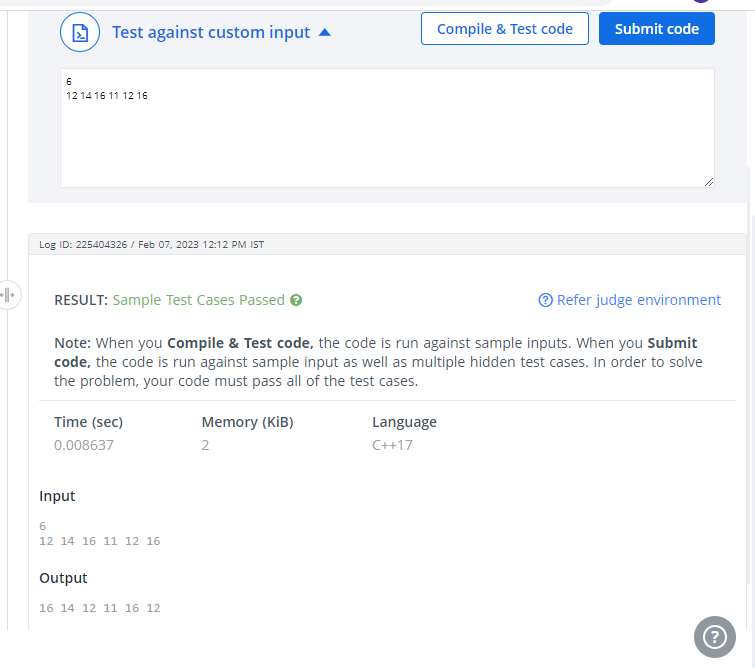 Test against custom input
Compile & Test code
Submit code
6
12 14 16 11 12 16
Log ID: 225404326 / Feb 07, 2023 12:12 PM IST
RESULT: Sample Test Cases Passed ?
? Refer judge environment
Note: When you Compile & Test code, the code is run against sample inputs. When you Submit
code, the code is run against sample input as well as multiple hidden test cases. In order to solve
the problem, your code must pass all of the test cases.
Time (sec) Memory (KiB) Language
0.008637 2 C++17
Input
6
12 14 16 11 12 16
Output
16 14 12 11 16 12
?